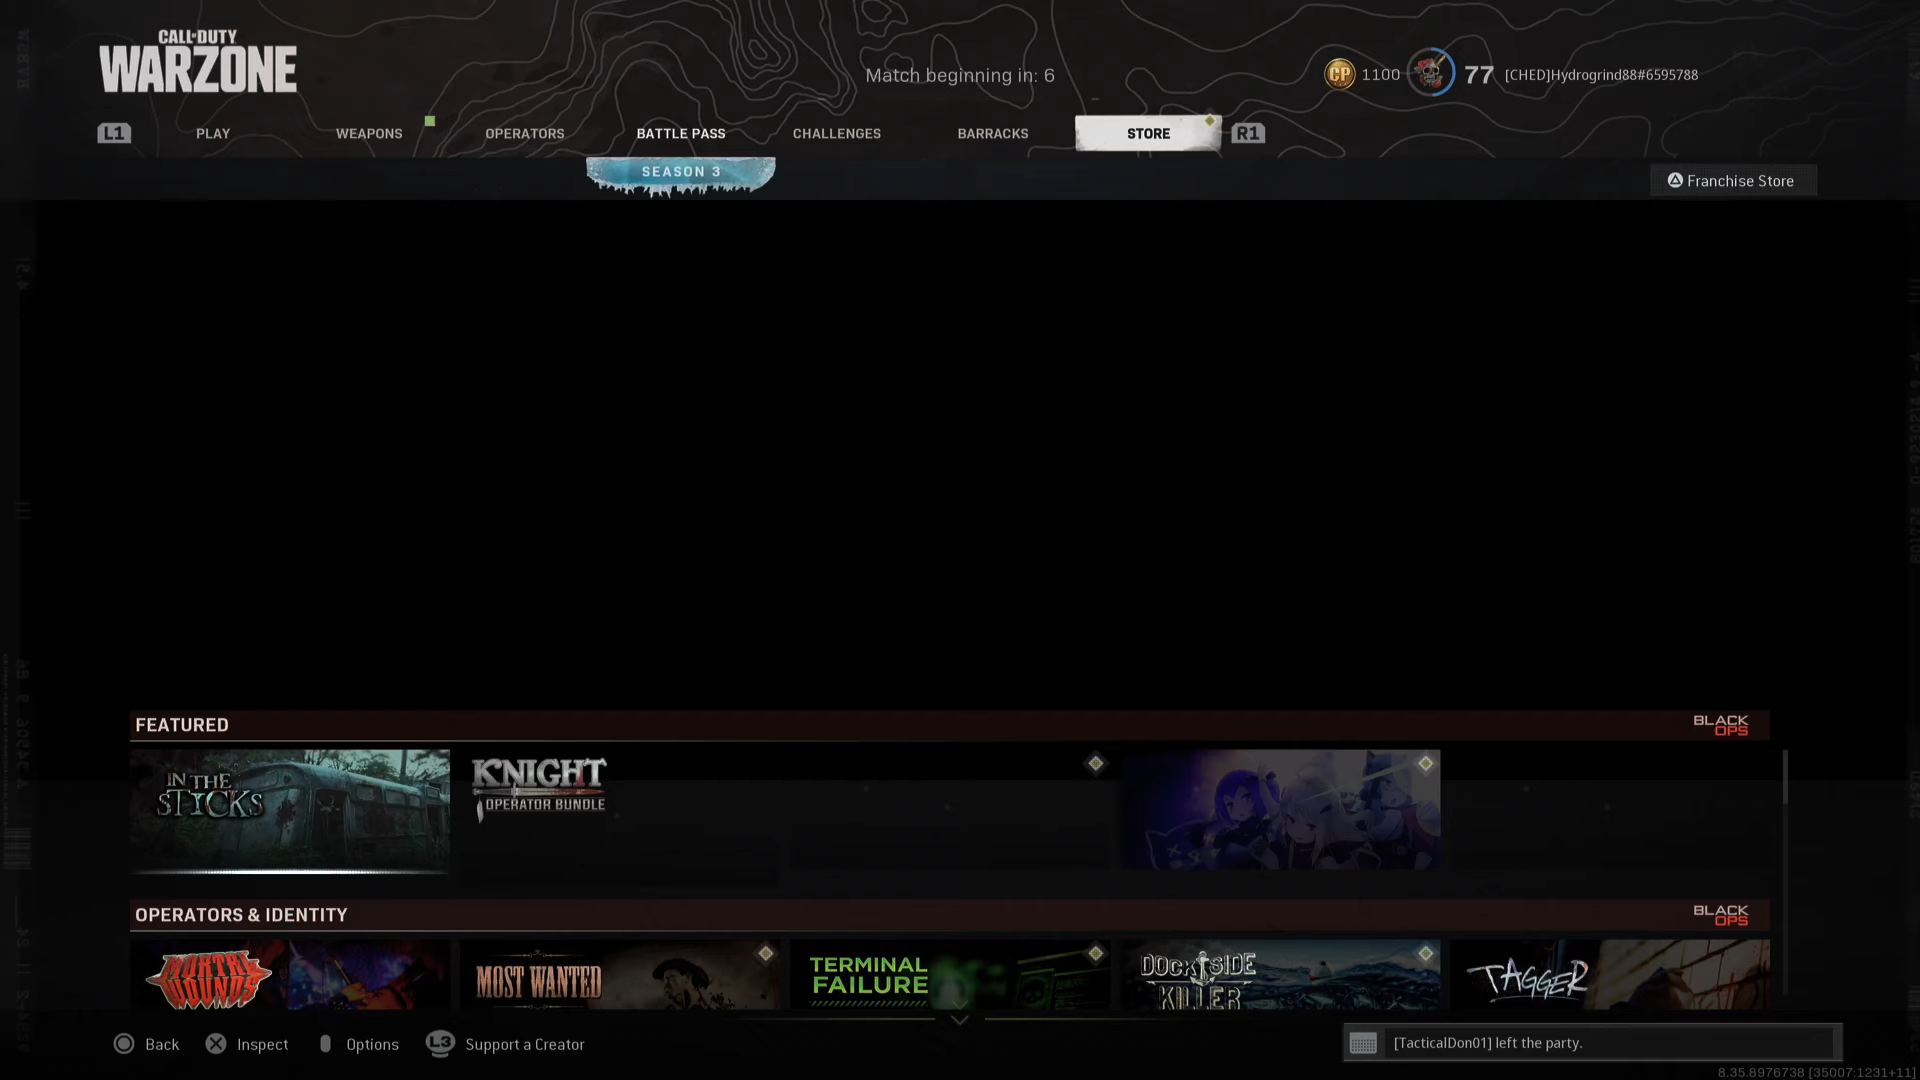 CALL OF DUTY
WARZONE
Match beginning in: 6
CP 1100 77 [CHED]Hydrogrind88#6595788
L1 PLAY WEAPONS OPERATORS BATTLE PASS CHALLENGES BARRACKS STORE R1
SEASON 3
Franchise Store
FEATURED BLACK OPS
IN THE STYCKS
KNIGHT
OPERATOR BUNDLE
OPERATORS & IDENTITY BLACK OPS
MORTAL WOUNDS
MOST WANTED
TERMINAL FAILURE
DOCKSIDE KILLER
TAGGER
Back Inspect Options L3 Support a Creator
[TacticalDon01] left the party.
8.35.8976738 [35007:1231+11]